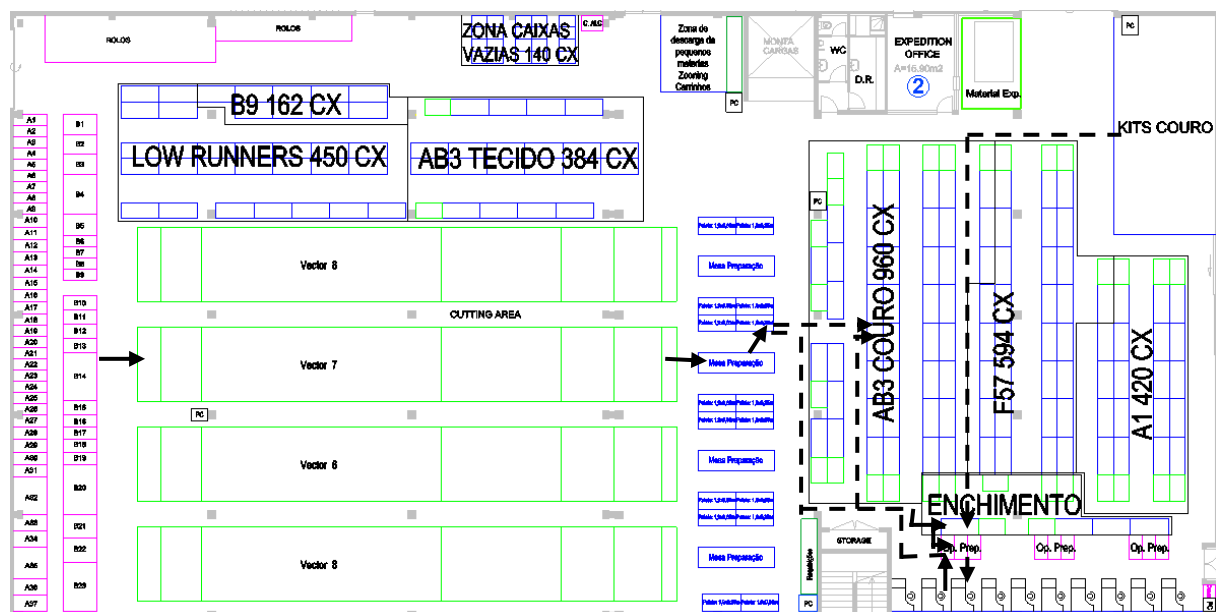 ROLOS
ROLOS
ZONA CAIXAS
VAZIAS 140 CX
Zona de
descarga de
pequenos
materias
Zooning
Carrinhos
PC
MONTA
CARGAS
WC
D.R.
EXPEDITION
OFFICE
A=15.90m2
2
Material Exp.
PC
KITS COURO
B9 162 CX
LOW RUNNERS 450 CX
AB3 TECIDO 384 CX
A1
A2
A3
A4
A5
A6
A7
A8
A9
A10
A11
A12
A13
A14
A15
A16
A17
A18
A19
A20
A21
A22
A23
A24
A25
A26
A27
A28
A29
A30
A31
A32
A33
A34
A35
A36
A37
B1
B2
B3
B4
B5
B6
B7
B8
B9
B10
B11
B12
B13
B14
B15
B16
B17
B18
B19
B20
B21
B22
B23
Vector 8
CUTTING AREA
Vector 7
PC
Vector 6
Vector 8
Mesa Preparação
Mesa Preparação
Mesa Preparação
Mesa Preparação
PC
AB3 COURO 960 CX
F57 594 CX
A1 420 CX
ENCHIMENTO
Op. Prep.
Op. Prep.
Op. Prep.
STORAGE
Requisições
PC